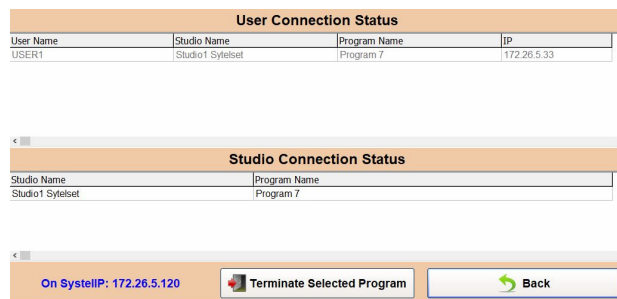 User Connection Status
User Name Studio Name Program Name IP
USER1 Studio1 Sytelset Program 7 172.26.5.33
Studio Connection Status
Studio Name Program Name
Studio1 Sytelset Program 7
On SystelIP: 172.26.5.120 Terminate Selected Program Back